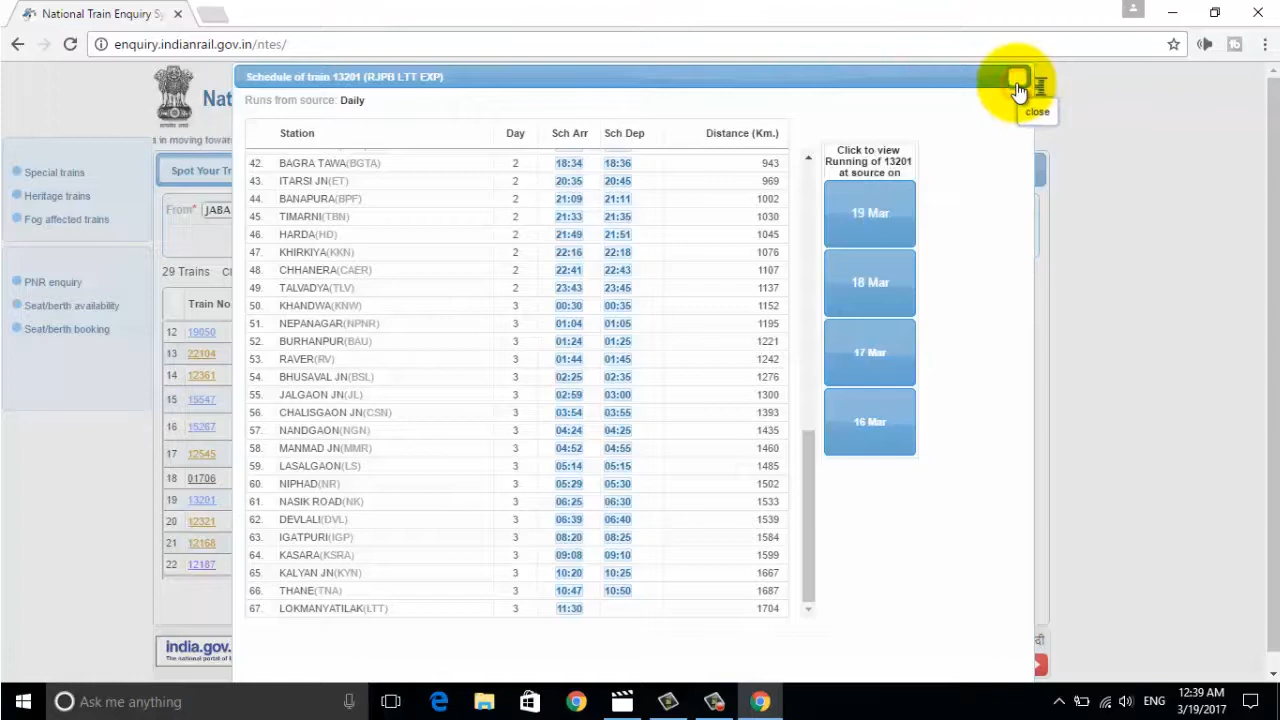 National Train Enquiry Sy
enquiry.indianrail.gov.in/ntes/
Schedule of train 13201 (RJPB LTT EXP)
close
Nat
Runs from source: Daily
s in moving towar
Station Day Sch Arr Sch Dep Distance (Km.)
42. BAGRA TAWA(BGTA) 2 18:34 18:36 943
43. ITARSI JN(ET) 2 20:35 20:45 969
44. BANAPURA(BPF) 2 21:09 21:11 1002
45. TIMARNI(TBN) 2 21:33 21:35 1030
46. HARDA(HD) 2 21:49 21:51 1045
47. KHIRKIYA(KKN) 2 22:16 22:18 1076
48. CHHANERA(CAER) 2 22:41 22:43 1107
49. TALVADYA(TLV) 2 23:43 23:45 1137
50. KHANDWA(KNW) 3 00:30 00:35 1152
51. NEPANAGAR(NPNR) 3 01:04 01:05 1195
52. BURHANPUR(BAU) 3 01:24 01:25 1221
53. RAVER(RV) 3 01:44 01:45 1242
54. BHUSAVAL JN(BSL) 3 02:25 02:35 1276
55. JALGAON JN(JL) 3 02:59 03:00 1300
56. CHALISGAON JN(CSN) 3 03:54 03:55 1393
57. NANDGAON(NGN) 3 04:24 04:25 1435
58. MANMAD JN(MMR) 3 04:52 04:55 1460
59. LASALGAON(LS) 3 05:14 05:15 1485
60. NIPHAD(NR) 3 05:29 05:30 1502
61. NASIK ROAD(NK) 3 06:25 06:30 1533
62. DEVLALI(DVL) 3 06:39 06:40 1539
63. IGATPURI(IGP) 3 08:20 08:25 1584
64. KASARA(KSRA) 3 09:08 09:10 1599
65. KALYAN JN(KYN) 3 10:20 10:25 1667
66. THANE(TNA) 3 10:47 10:50 1687
67. LOKMANYATILAK(LTT) 3 11:30 1704
Click to view
Running of 13201
at source on
19 Mar
18 Mar
17 Mar
16 Mar
Special trains
Heritage trains
Fog affected trains
PNR enquiry
Seat/berth availability
Seat/berth booking
Spot Your Tr
From* JABA
29 Trains Cl
Train No
12 19050
13 22104
14 12361
15 15547
16 15267
17 12545
18 01706
19 13201
20 12321
21 12168
22 12187
india.gov.
The national portal of
दी
Ask me anything
ENG
12:39 AM
3/19/2017